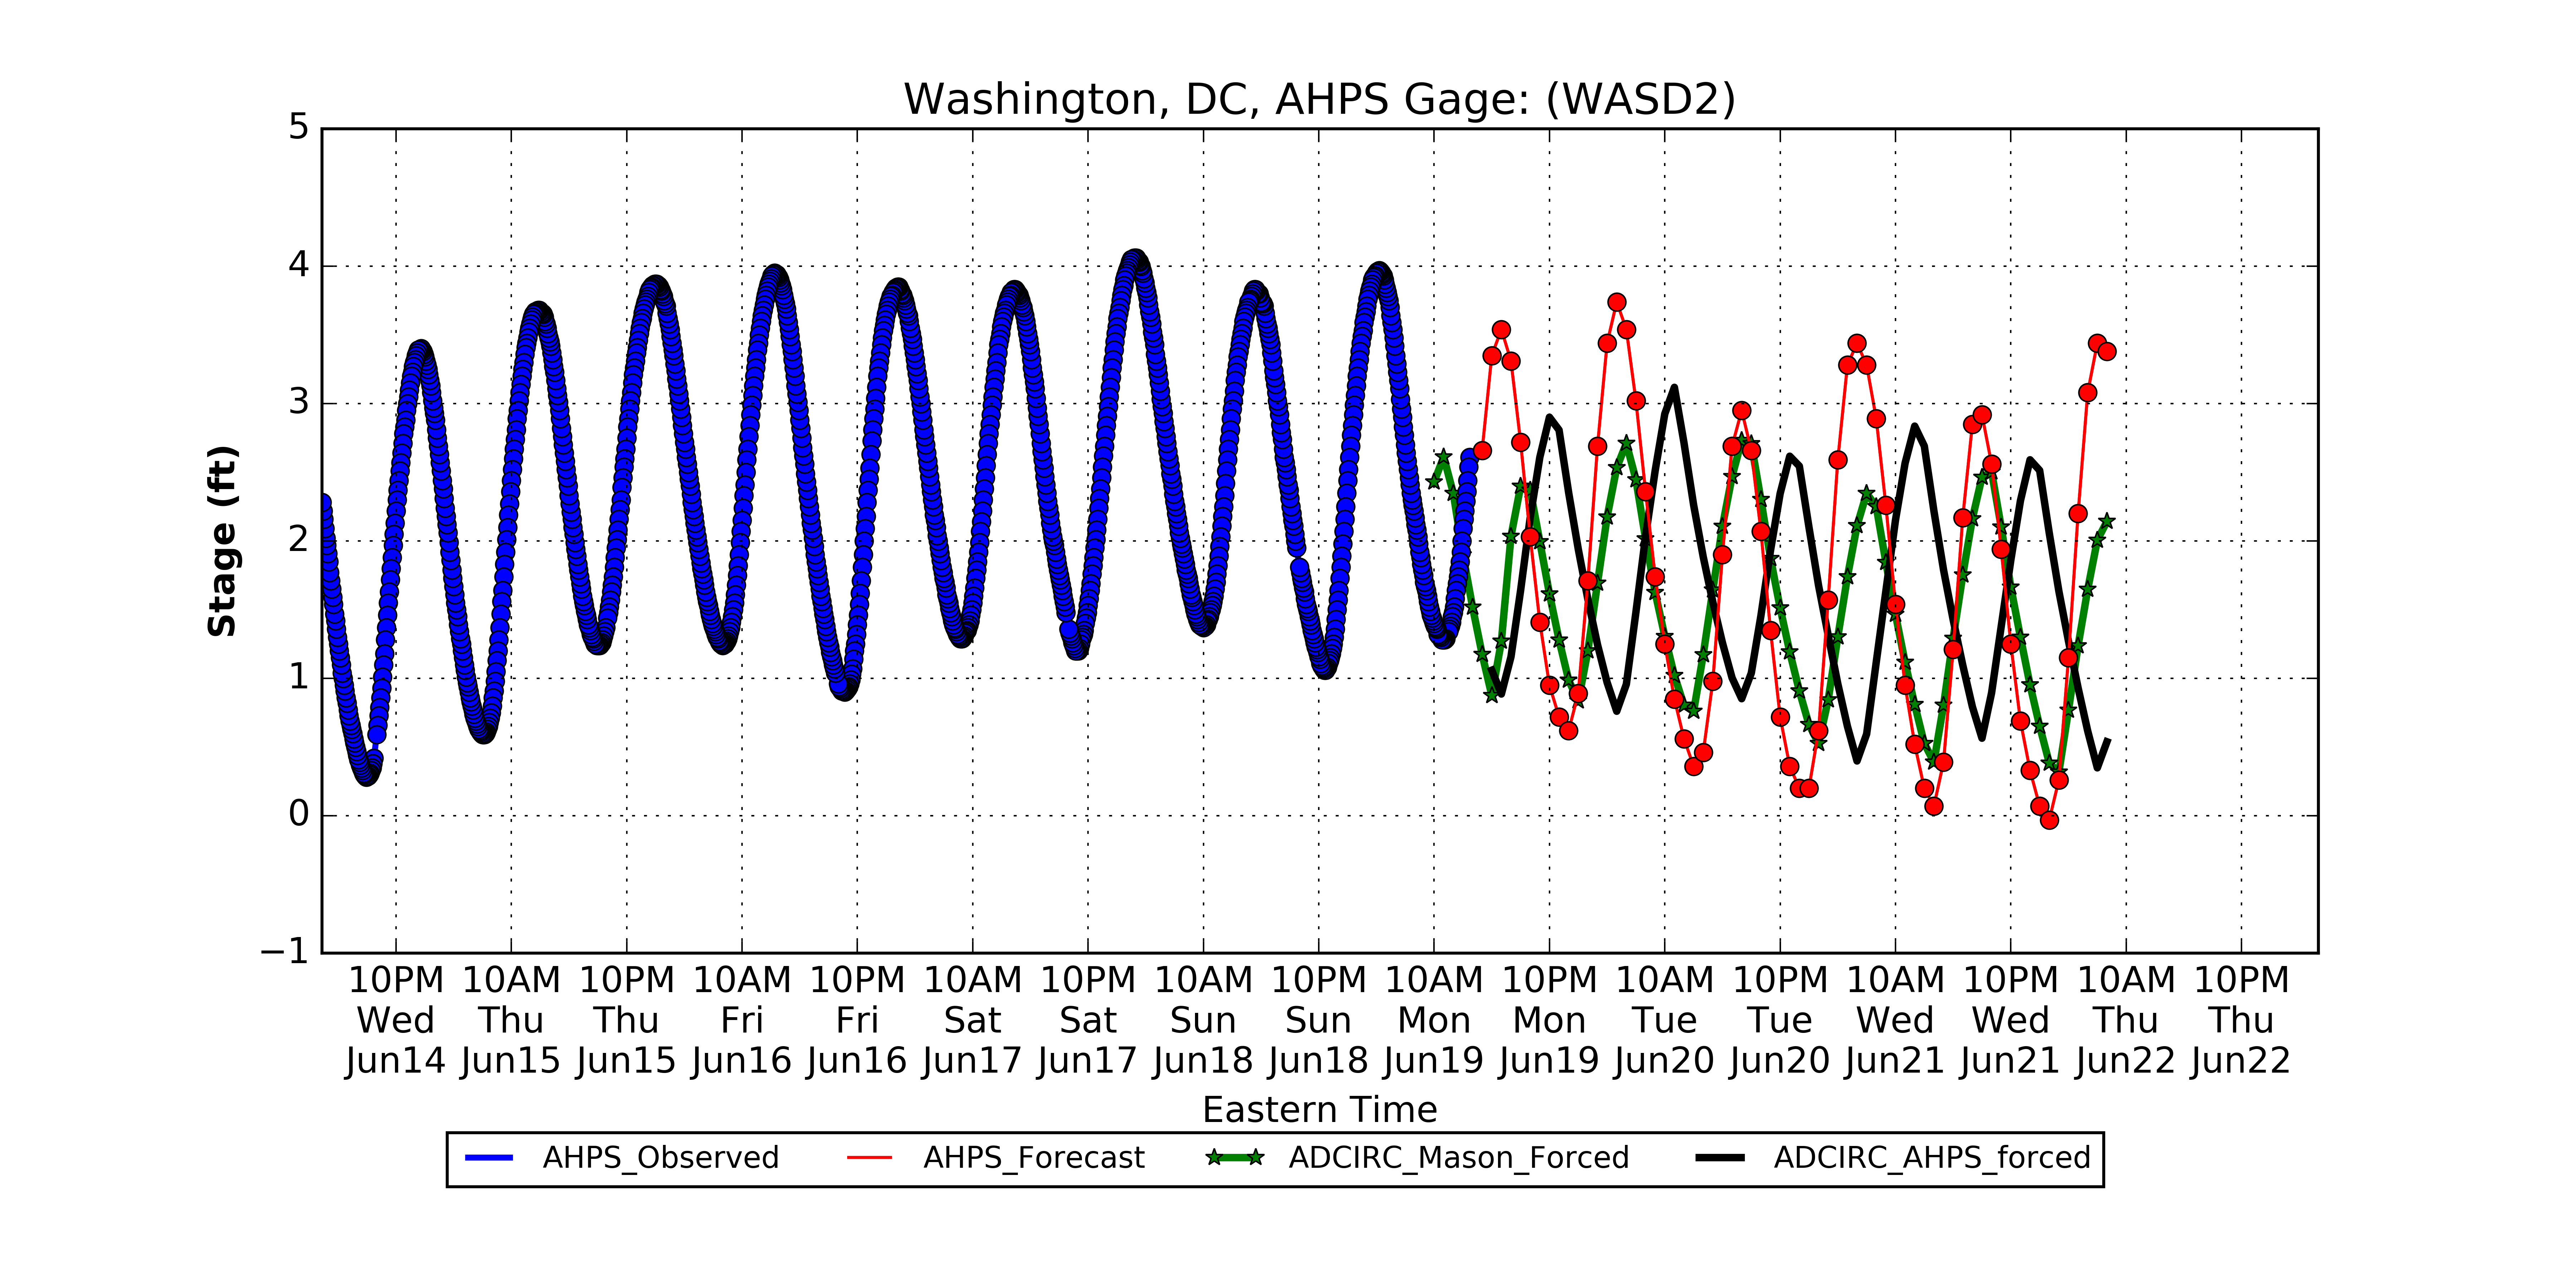 Washington, DC, AHPS Gage: (WASD2)
5
4
3
2
1
0
−1
Stage (ft)
10PM 10AM 10PM 10AM 10PM 10AM 10PM 10AM 10PM 10AM 10PM 10AM 10PM 10AM 10PM 10AM 10PM
Wed Thu Thu Fri Fri Sat Sat Sun Sun Mon Mon Tue Tue Wed Wed Thu Thu
Jun14 Jun15 Jun15 Jun16 Jun16 Jun17 Jun17 Jun18 Jun18 Jun19 Jun19 Jun20 Jun20 Jun21 Jun21 Jun22 Jun22
Eastern Time
AHPS_Observed AHPS_Forecast ADCIRC_Mason_Forced ADCIRC_AHPS_forced